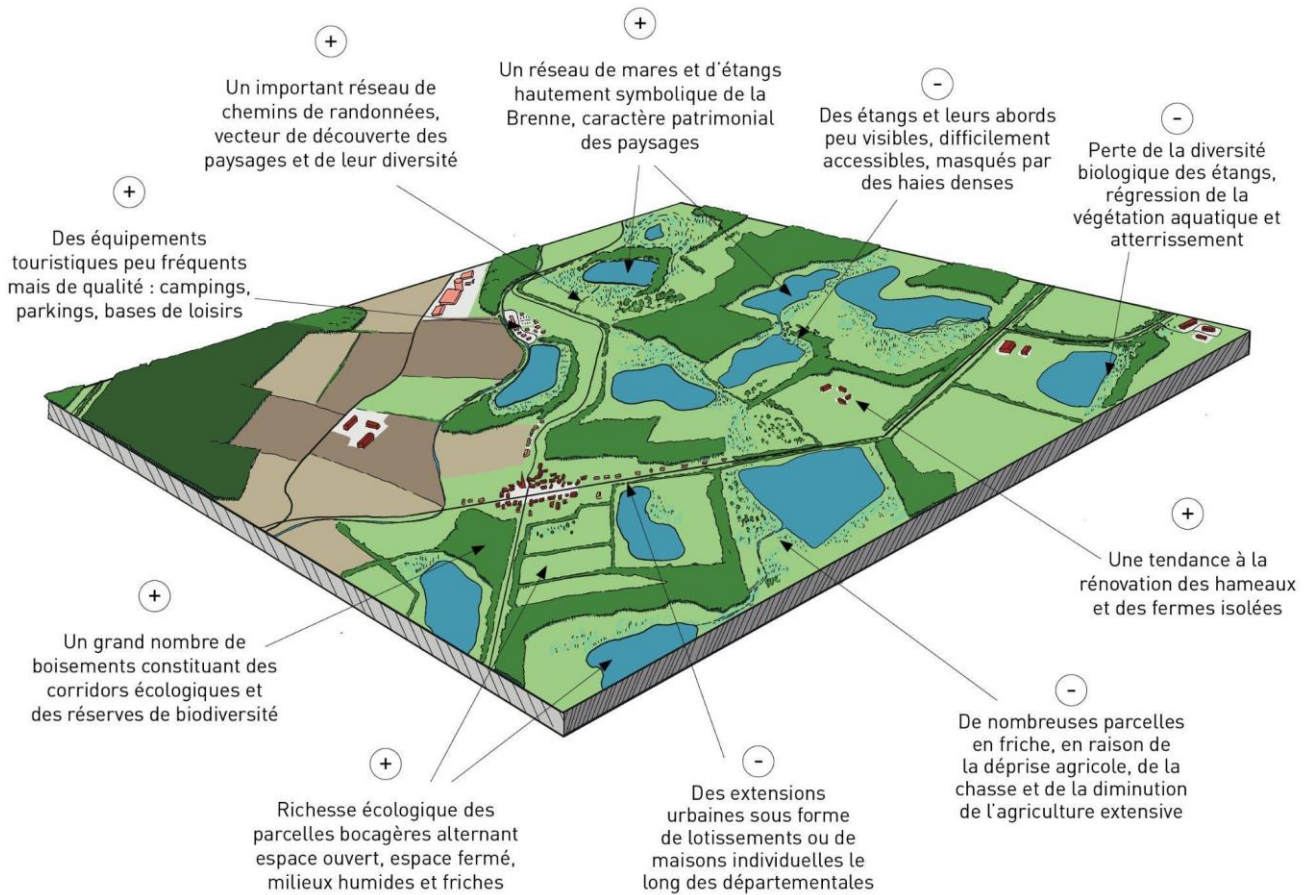 +
Un important réseau de
chemins de randonnées,
vecteur de découverte des
paysages et de leur diversité
+
Un réseau de mares et d'étangs
hautement symbolique de la
Brenne, caractère patrimonial
des paysages
-
Des étangs et leurs abords
peu visibles, difficilement
accessibles, masqués par
des haies denses
-
Perte de la diversité
biologique des étangs,
régression de la
végétation aquatique et
atterrissement
+
Des équipements
touristiques peu fréquents
mais de qualité : campings,
parkings, bases de loisirs
+
Une tendance à la
rénovation des hameaux
et des fermes isolées
+
Un grand nombre de
boisements constituant des
corridors écologiques et
des réserves de biodiversité
+
Richesse écologique des
parcelles bocagères alternant
espace ouvert, espace fermé,
milieux humides et friches
-
Des extensions
urbaines sous forme
de lotissements ou de
maisons individuelles le
long des départementales
-
De nombreuses parcelles
en friche, en raison de
la déprise agricole, de la
chasse et de la diminution
de l'agriculture extensive